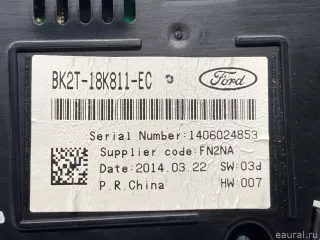 BK2T-18K811-EC
Ford
Serial Number:1406024853
Supplier code:FN2NA
Date:2014.03.22 SW:03d
P.R.China HW:007
eaural.ru